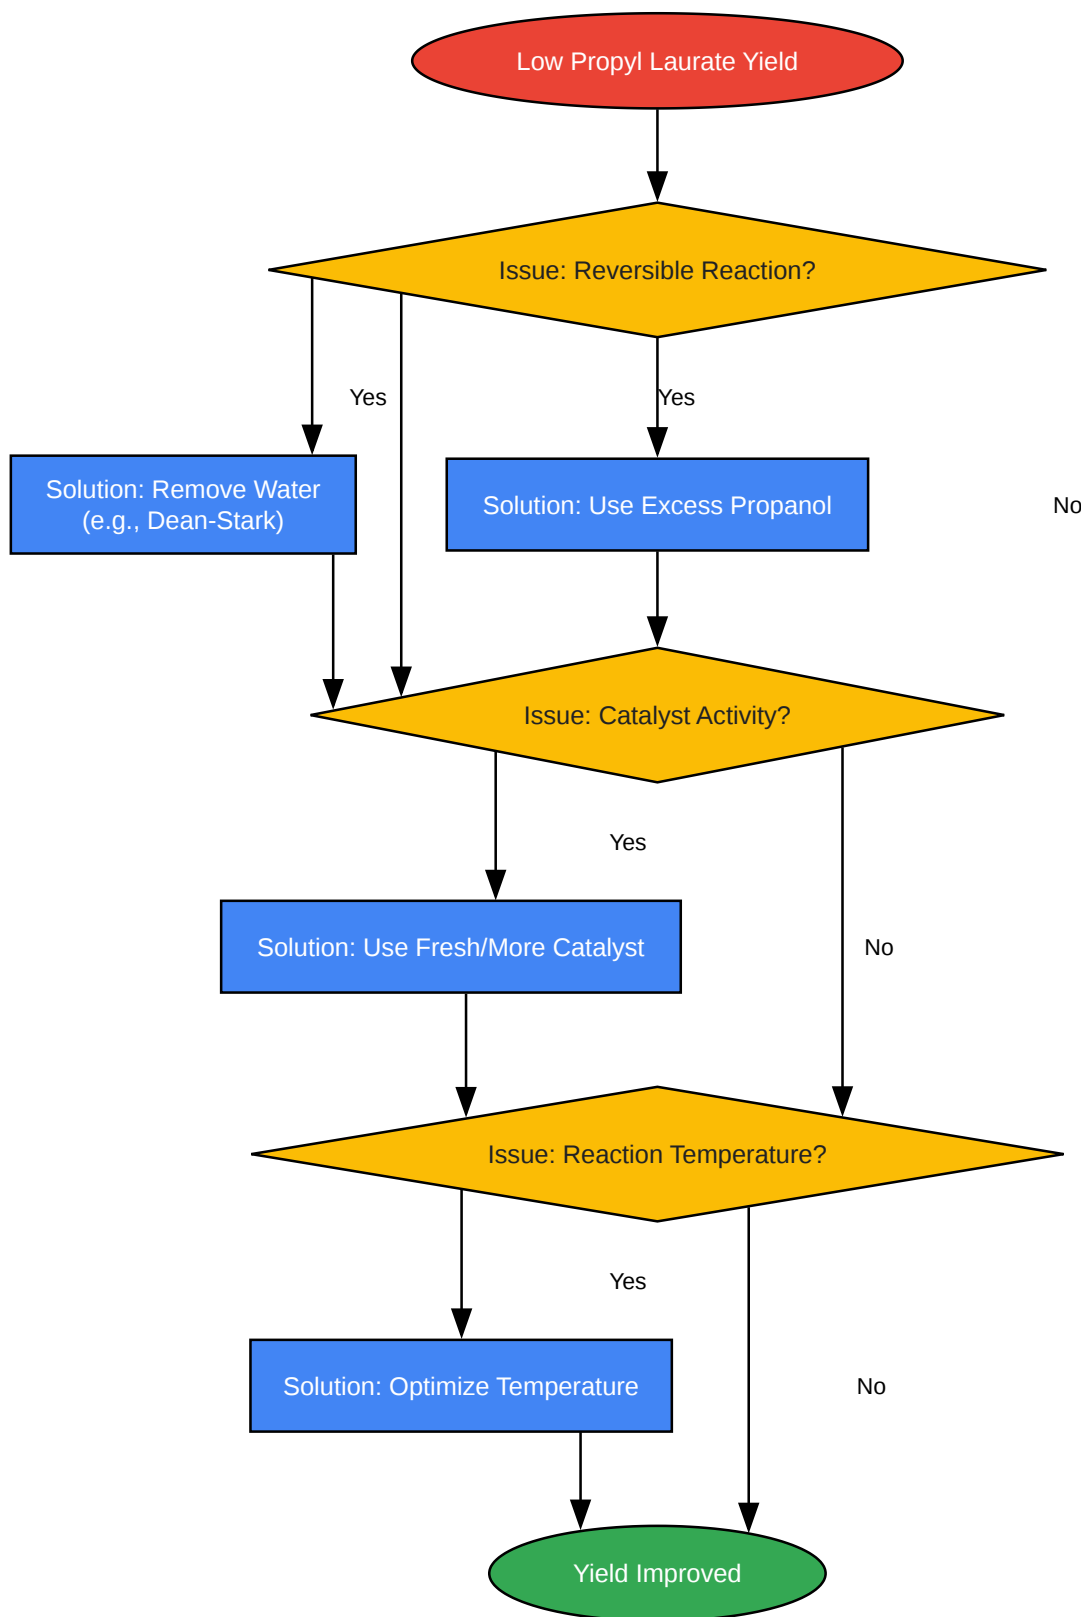 Low Propyl Laurate Yield
Issue: Reversible Reaction?
Yes
Yes
Solution: Remove Water
(e.g., Dean-Stark)
Solution: Use Excess Propanol
No
Issue: Catalyst Activity?
Yes
Solution: Use Fresh/More Catalyst
No
Issue: Reaction Temperature?
Yes
Solution: Optimize Temperature
No
Yield Improved